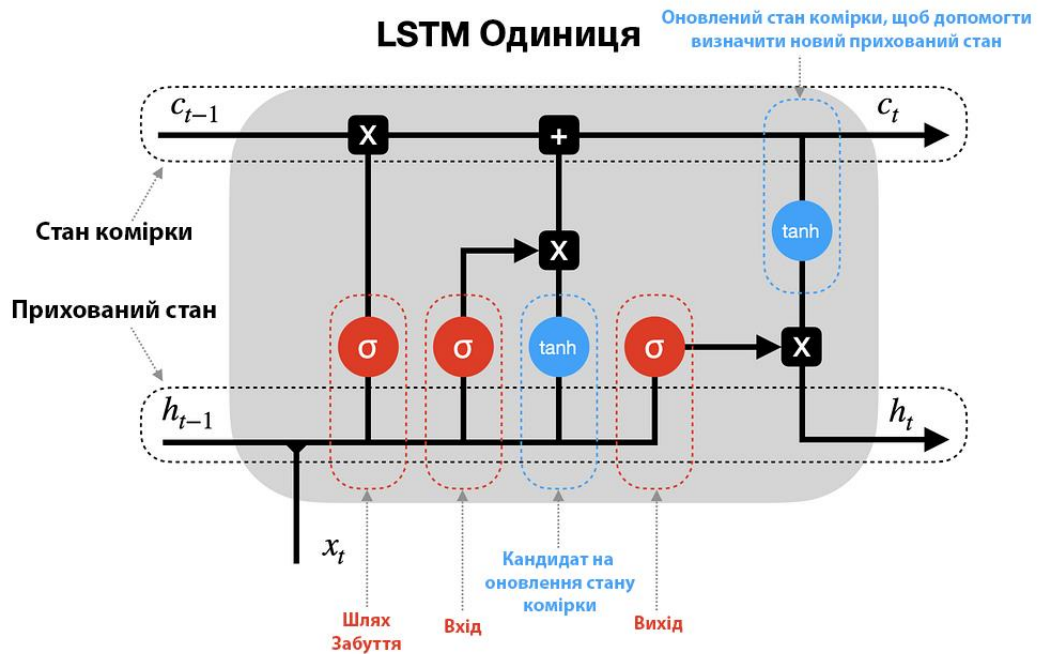 LSTM Одиниця
Оновлений стан комірки, щоб допомогти
визначити новий прихований стан
c_{t-1}
c_t
X
+
Стан комірки
tanh
X
Прихований стан
σ
σ
tanh
σ
X
h_{t-1}
h_t
x_t
Кандидат на
оновлення стану
комірки
Шлях
Забуття
Вхід
Вихід